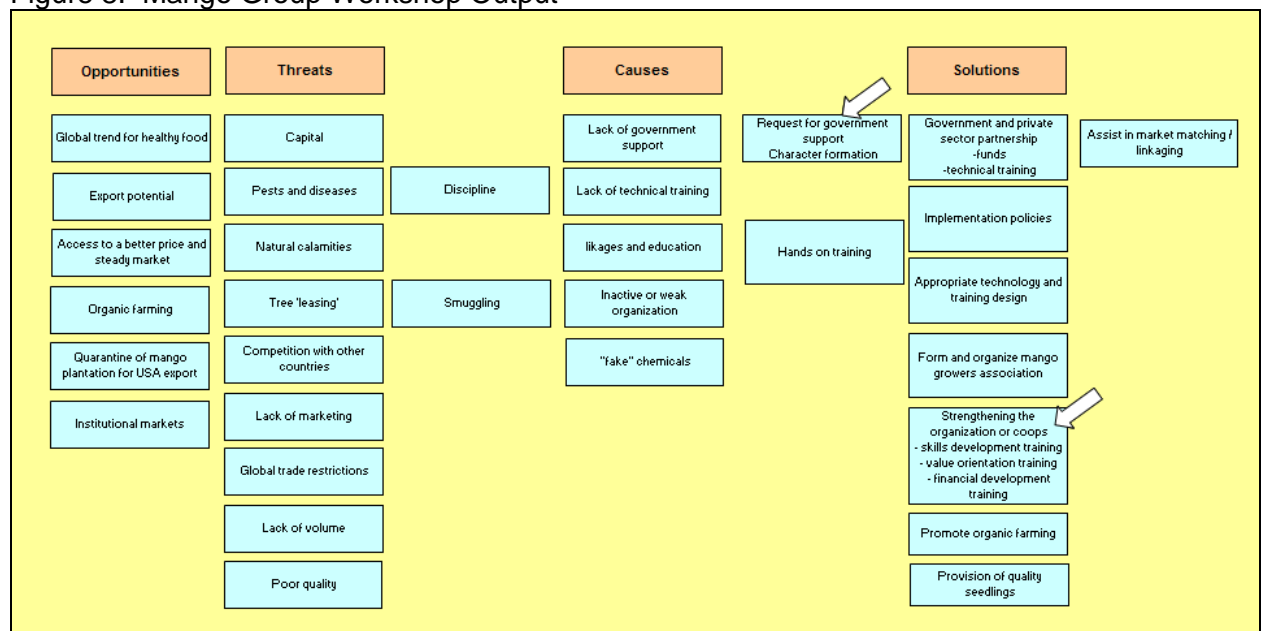 Figure 3. Mango Group Workshop Output
Opportunities
Global trend for healthy food
Export potential
Access to a better price and
steady market
Organic farming
Quarantine of mango
plantation for USA export
Institutional markets
Threats
Capital
Pests and diseases
Natural calamities
Tree 'leasing'
Competition with other
countries
Lack of marketing
Global trade restrictions
Lack of volume
Poor quality
Discipline
Smuggling
Causes
Lack of government
support
Lack of technical training
likages and education
Inactive or weak
organization
"fake" chemicals
Request for government
support
Character formation
Hands on training
Solutions
Government and private
sector partnership
-funds
-technical training
Implementation policies
Appropriate technology and
training design
Form and organize mango
growers association
Strengthening the
organization or coops
- skills development training
- value orientation training
- financial development
training
Promote organic farming
Provision of quality
seedlings
Assist in market matching /
linkaging